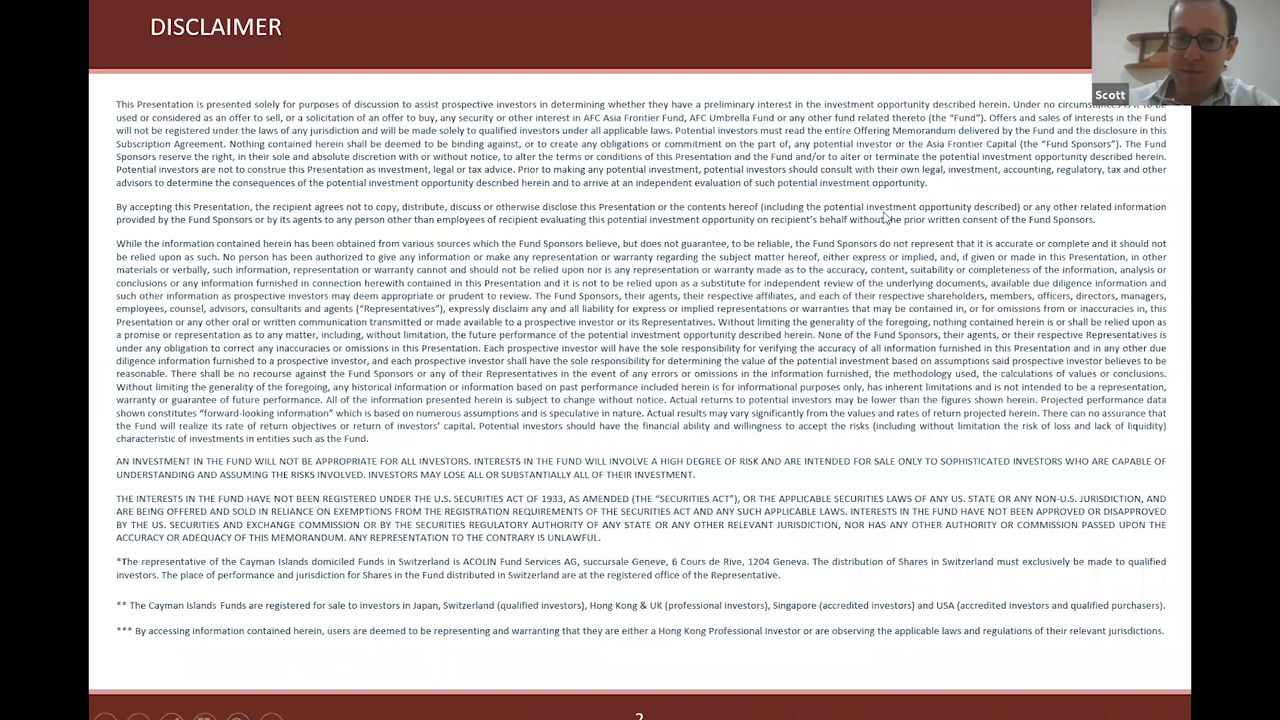 DISCLAIMER
Scott
This Presentation is presented solely for purposes of discussion to assist prospective investors in determining whether they have a preliminary interest in the investment opportunity described herein. Under no circumstances is it to be
used or considered as an offer to sell, or a solicitation of an offer to buy, any security or other interest in AFC Asia Frontier Fund, AFC Umbrella Fund or any other fund related thereto (the “Fund”). Offers and sales of interests in the Fund
will not be registered under the laws of any jurisdiction and will be made solely to qualified investors under all applicable laws. Potential investors must read the entire Offering Memorandum delivered by the Fund and the disclosure in this
Subscription Agreement. Nothing contained herein shall be deemed to be binding against, or to create any obligations or commitment on the part of, any potential investor or the Asia Frontier Capital (the “Fund Sponsors”). The Fund
Sponsors reserve the right, in their sole and absolute discretion with or without notice, to alter the terms or conditions of this Presentation and the Fund and/or to alter or terminate the potential investment opportunity described herein.
Potential investors are not to construe this Presentation as investment, legal or tax advice. Prior to making any potential investment, potential investors should consult with their own legal, investment, accounting, regulatory, tax and other
advisors to determine the consequences of the potential investment opportunity described herein and to arrive at an independent evaluation of such potential investment opportunity.
By accepting this Presentation, the recipient agrees not to copy, distribute, discuss or otherwise disclose this Presentation or the contents hereof (including the potential investment opportunity described) or any other related information
provided by the Fund Sponsors or by its agents to any person other than employees of recipient evaluating this potential investment opportunity on recipient’s behalf without the prior written consent of the Fund Sponsors.
While the information contained herein has been obtained from various sources which the Fund Sponsors believe, but does not guarantee, to be reliable, the Fund Sponsors do not represent that it is accurate or complete and it should not
be relied upon as such. No person has been authorized to give any information or make any representation or warranty regarding the subject matter hereof, either express or implied, and, if given or made in this Presentation, in other
materials or verbally, such information, representation or warranty cannot and should not be relied upon nor is any representation or warranty made as to the accuracy, content, suitability or completeness of the information, analysis or
conclusions or any information furnished in connection herewith contained in this Presentation and it is not to be relied upon as a substitute for independent review of the underlying documents, available due diligence information and
such other information as prospective investors may deem appropriate or prudent to review. The Fund Sponsors, their agents, their respective affiliates, and each of their respective shareholders, members, officers, directors, managers,
employees, counsel, advisors, consultants and agents (“Representatives”), expressly disclaim any and all liability for express or implied representations or warranties that may be contained in, or for omissions from or inaccuracies in, this
Presentation or any other oral or written communication transmitted or made available to a prospective investor or its Representatives. Without limiting the generality of the foregoing, nothing contained herein is or shall be relied upon as
a promise or representation as to any matter, including, without limitation, the future performance of the potential investment opportunity described herein. None of the Fund Sponsors, their agents, or their respective Representatives is
under any obligation to correct any inaccuracies or omissions in this Presentation. Each prospective investor will have the sole responsibility for verifying the accuracy of all information furnished in this Presentation and in any other due
diligence information furnished to a prospective investor, and each prospective investor shall have the sole responsibility for determining the value of the potential investment based on assumptions said prospective investor believes to be
reasonable. There shall be no recourse against the Fund Sponsors or any of their Representatives in the event of any errors or omissions in the information furnished, the methodology used, the calculations of values or conclusions.
Without limiting the generality of the foregoing, any historical information or information based on past performance included herein is for informational purposes only, has inherent limitations and is not intended to be a representation,
warranty or guarantee of future performance. All of the information presented herein is subject to change without notice. Actual returns to potential investors may be lower than the figures shown herein. Projected performance data
shown constitutes “forward-looking information” which is based on numerous assumptions and is speculative in nature. Actual results may vary significantly from the values and rates of return projected herein. There can no assurance that
the Fund will realize its rate of return objectives or return of investors’ capital. Potential investors should have the financial ability and willingness to accept the risks (including without limitation the risk of loss and lack of liquidity)
characteristic of investments in entities such as the Fund.
AN INVESTMENT IN THE FUND WILL NOT BE APPROPRIATE FOR ALL INVESTORS. INTERESTS IN THE FUND WILL INVOLVE A HIGH DEGREE OF RISK AND ARE INTENDED FOR SALE ONLY TO SOPHISTICATED INVESTORS WHO ARE CAPABLE OF
UNDERSTANDING AND ASSUMING THE RISKS INVOLVED. INVESTORS MAY LOSE ALL OR SUBSTANTIALLY ALL OF THEIR INVESTMENT.
THE INTERESTS IN THE FUND HAVE NOT BEEN REGISTERED UNDER THE U.S. SECURITIES ACT OF 1933, AS AMENDED (THE “SECURITIES ACT”), OR THE APPLICABLE SECURITIES LAWS OF ANY US. STATE OR ANY NON-U.S. JURISDICTION, AND
ARE BEING OFFERED AND SOLD IN RELIANCE ON EXEMPTIONS FROM THE REGISTRATION REQUIREMENTS OF THE SECURITIES ACT AND ANY SUCH APPLICABLE LAWS. INTERESTS IN THE FUND HAVE NOT BEEN APPROVED OR DISAPPROVED
BY THE US. SECURITIES AND EXCHANGE COMMISSION OR BY THE SECURITIES REGULATORY AUTHORITY OF ANY STATE OR ANY OTHER RELEVANT JURISDICTION, NOR HAS ANY OTHER AUTHORITY OR COMMISSION PASSED UPON THE
ACCURACY OR ADEQUACY OF THIS MEMORANDUM. ANY REPRESENTATION TO THE CONTRARY IS UNLAWFUL.
*The representative of the Cayman Islands domiciled Funds in Switzerland is ACOLIN Fund Services AG, succursale Geneve, 6 Cours de Rive, 1204 Geneva. The distribution of Shares in Switzerland must exclusively be made to qualified
investors. The place of performance and jurisdiction for Shares in the Fund distributed in Switzerland are at the registered office of the Representative.
** The Cayman Islands Funds are registered for sale to investors in Japan, Switzerland (qualified investors), Hong Kong & UK (professional investors), Singapore (accredited investors) and USA (accredited investors and qualified purchasers).
*** By accessing information contained herein, users are deemed to be representing and warranting that they are either a Hong Kong Professional Investor or are observing the applicable laws and regulations of their relevant jurisdictions.
2